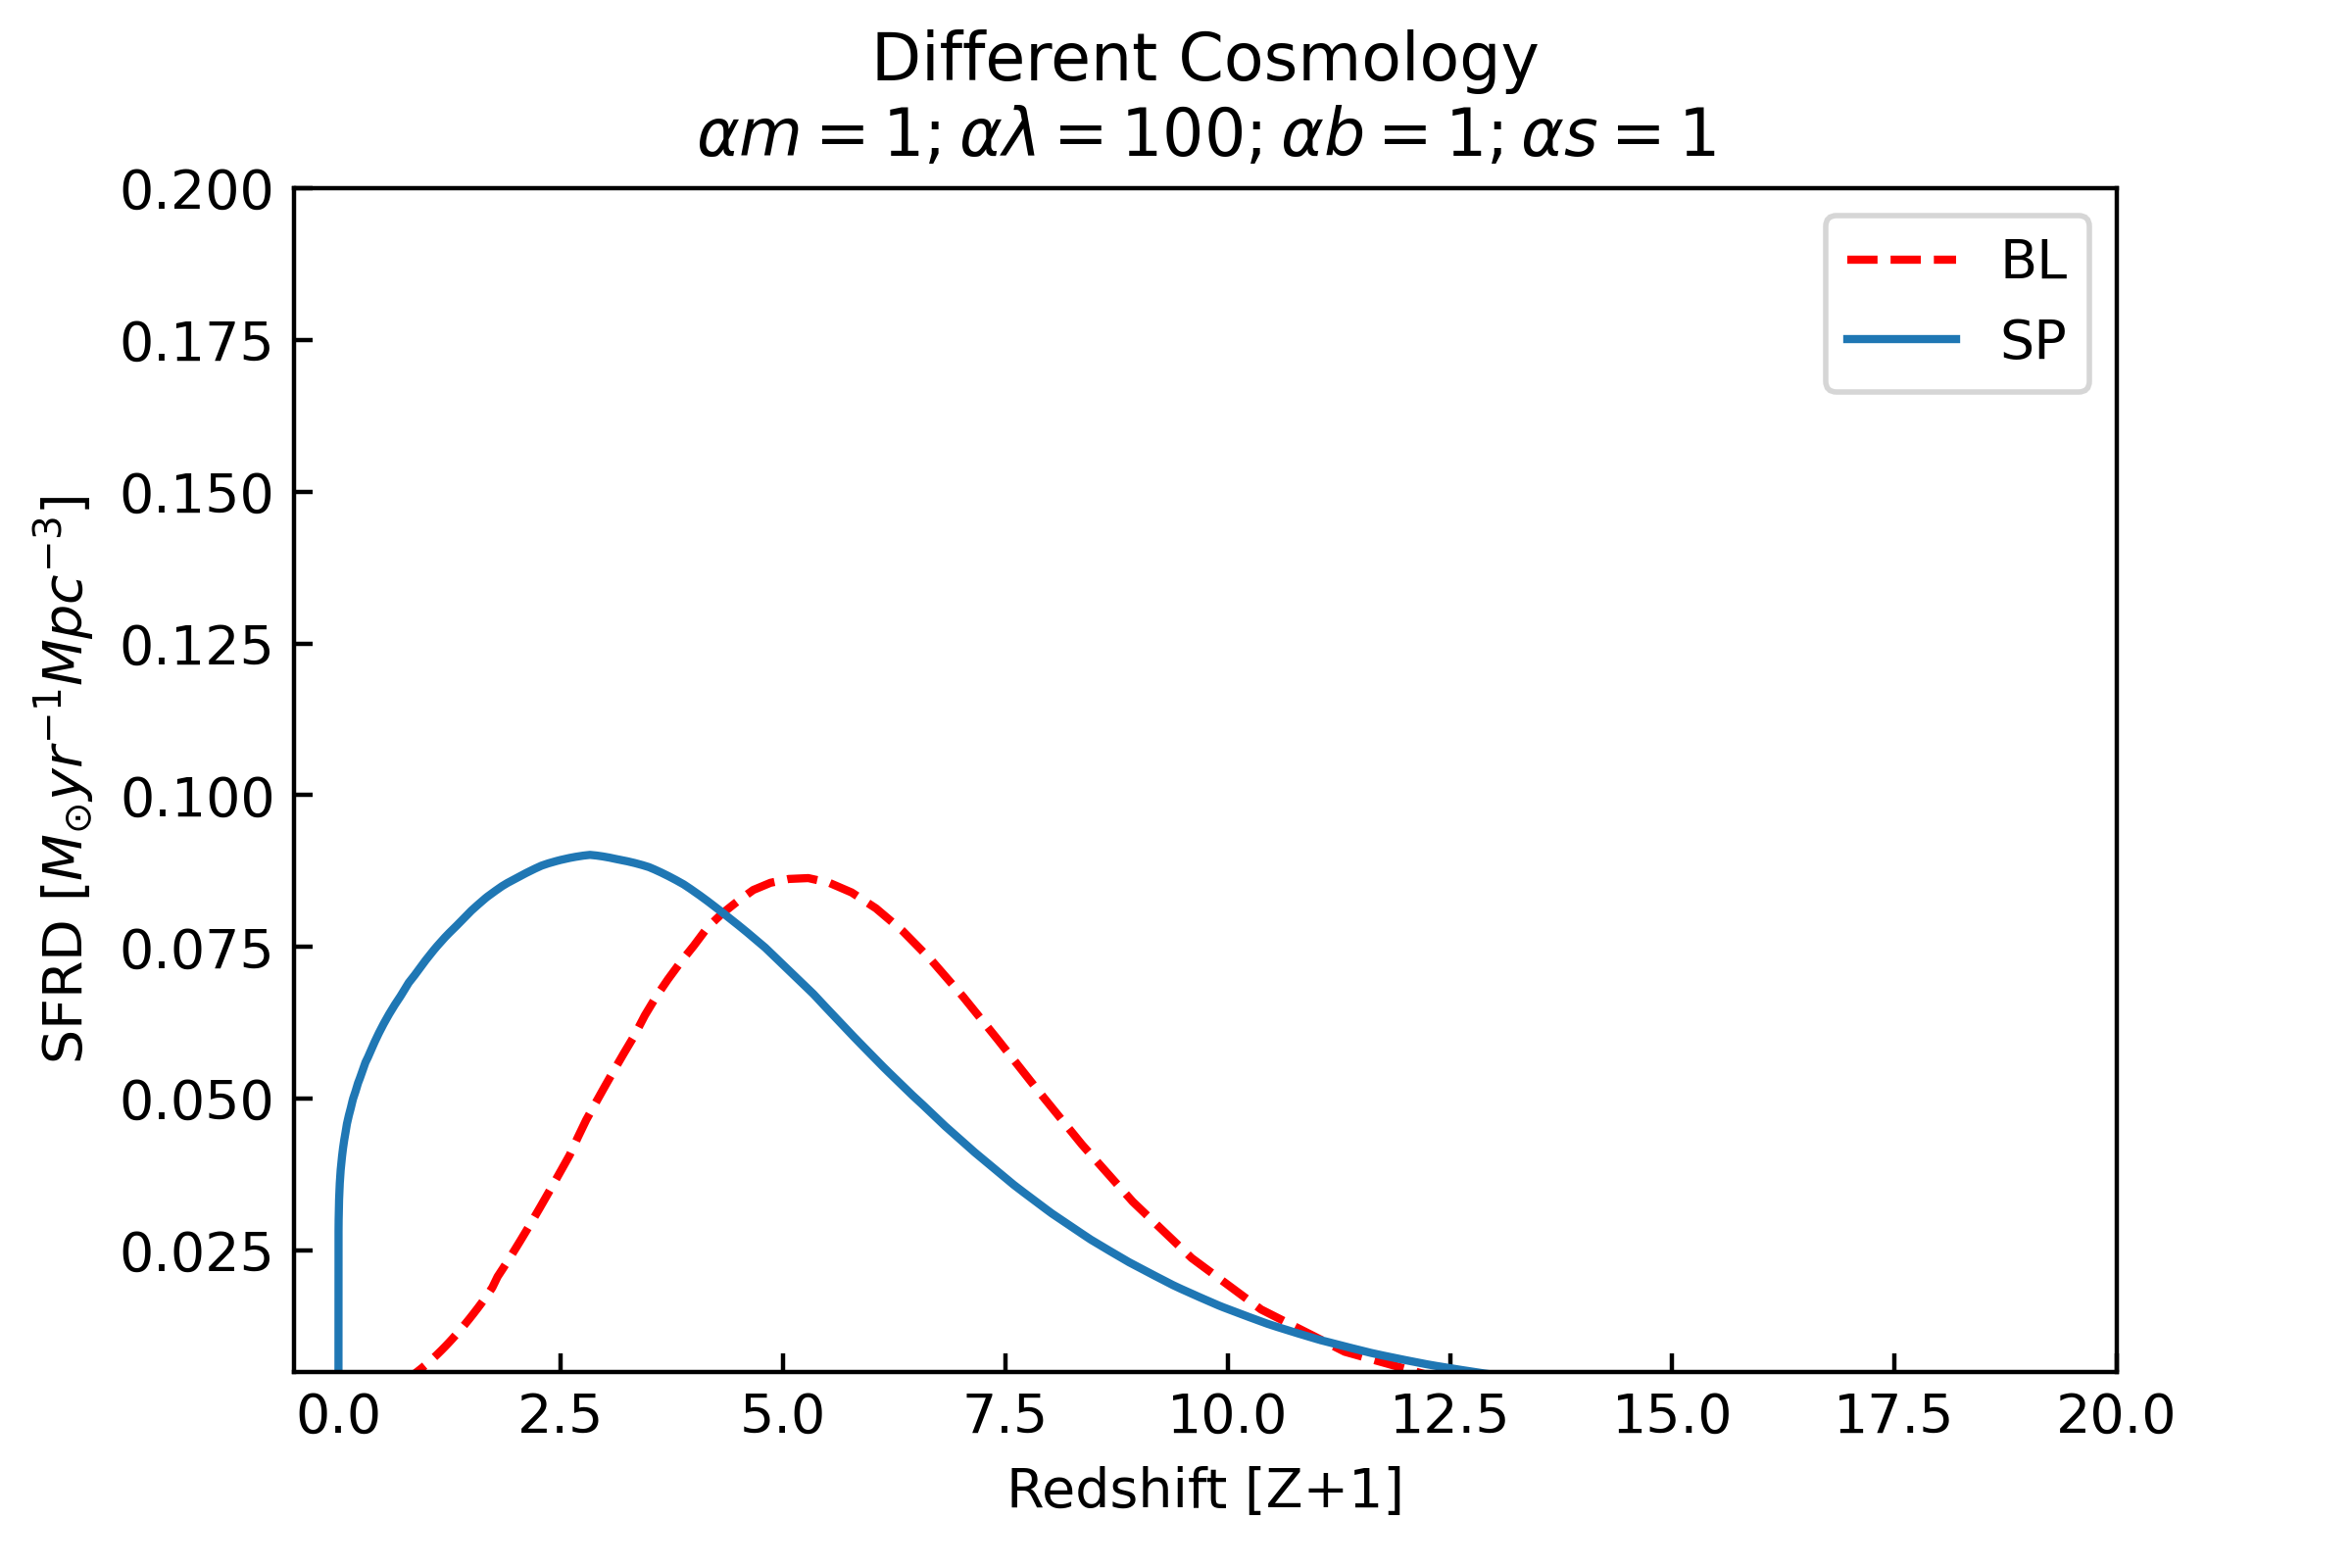 Different Cosmology
αm = 1; αλ = 100; αb = 1; αs = 1
0.200
0.175
0.150
0.125
0.100
0.075
0.050
0.025
SFRD [M⊙yr⁻¹Mpc⁻³]
BL
SP
0.0 2.5 5.0 7.5 10.0 12.5 15.0 17.5 20.0
Redshift [Z+1]